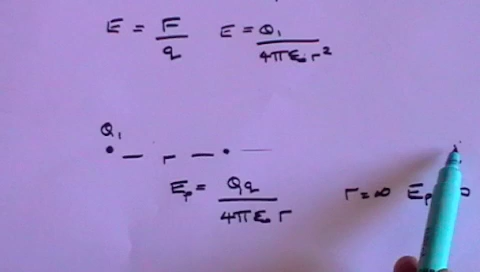 E = F/q E = Q₁/4πε₀r²
Q₁
r
Eₚ = Qq/4πε₀r r=∞ Eₚ